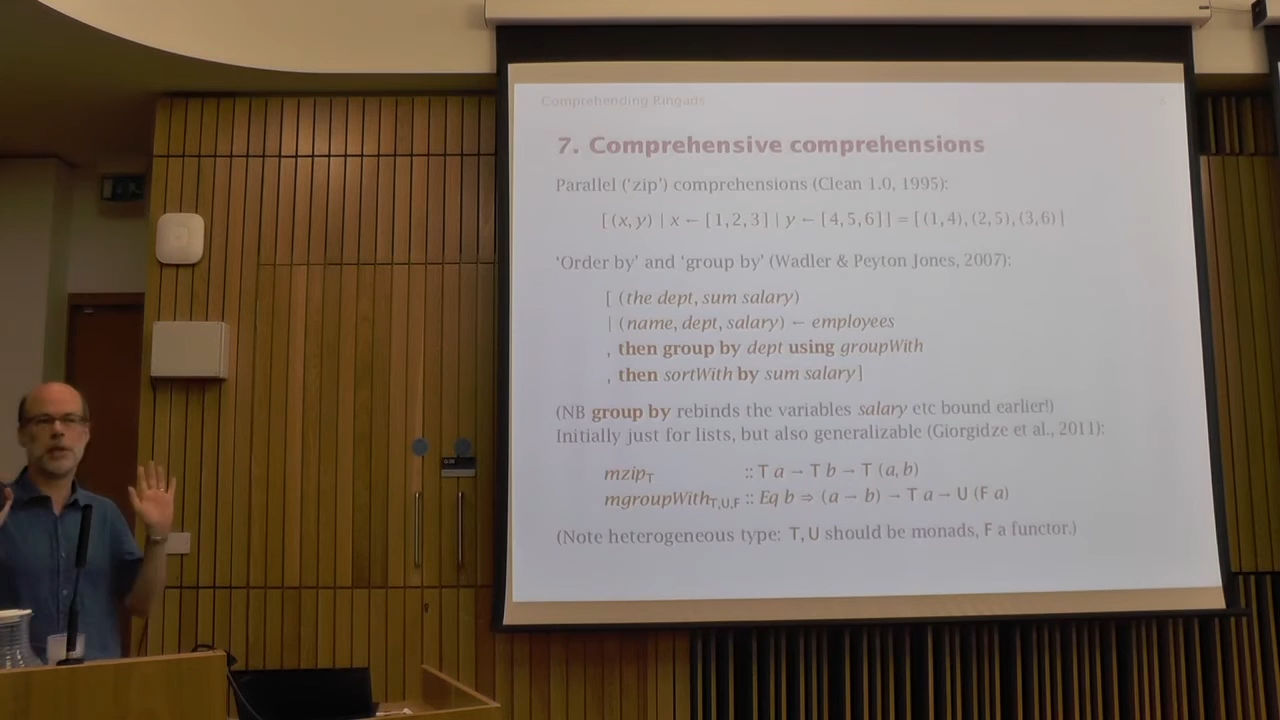 Comprehending Ringads
7. Comprehensive comprehensions
Parallel (‘zip’) comprehensions (Clean 1.0, 1995):
[ (x, y) | x ← [1, 2, 3] | y ← [4, 5, 6] ] = [ (1, 4), (2, 5), (3, 6) ]
‘Order by’ and ‘group by’ (Wadler & Peyton Jones, 2007):
[ (the dept, sum salary)
| (name, dept, salary) ← employees
, then group by dept using groupWith
, then sortWith by sum salary ]
(NB group by rebinds the variables salary etc bound earlier!)
Initially just for lists, but also generalizable (Giorgidze et al., 2011):
mzipT :: T a → T b → T (a, b)
mgroupWithT,U,F :: Eq b ⇒ (a → b) → T a → U (F a)
(Note heterogeneous type: T, U should be monads, F a functor.)